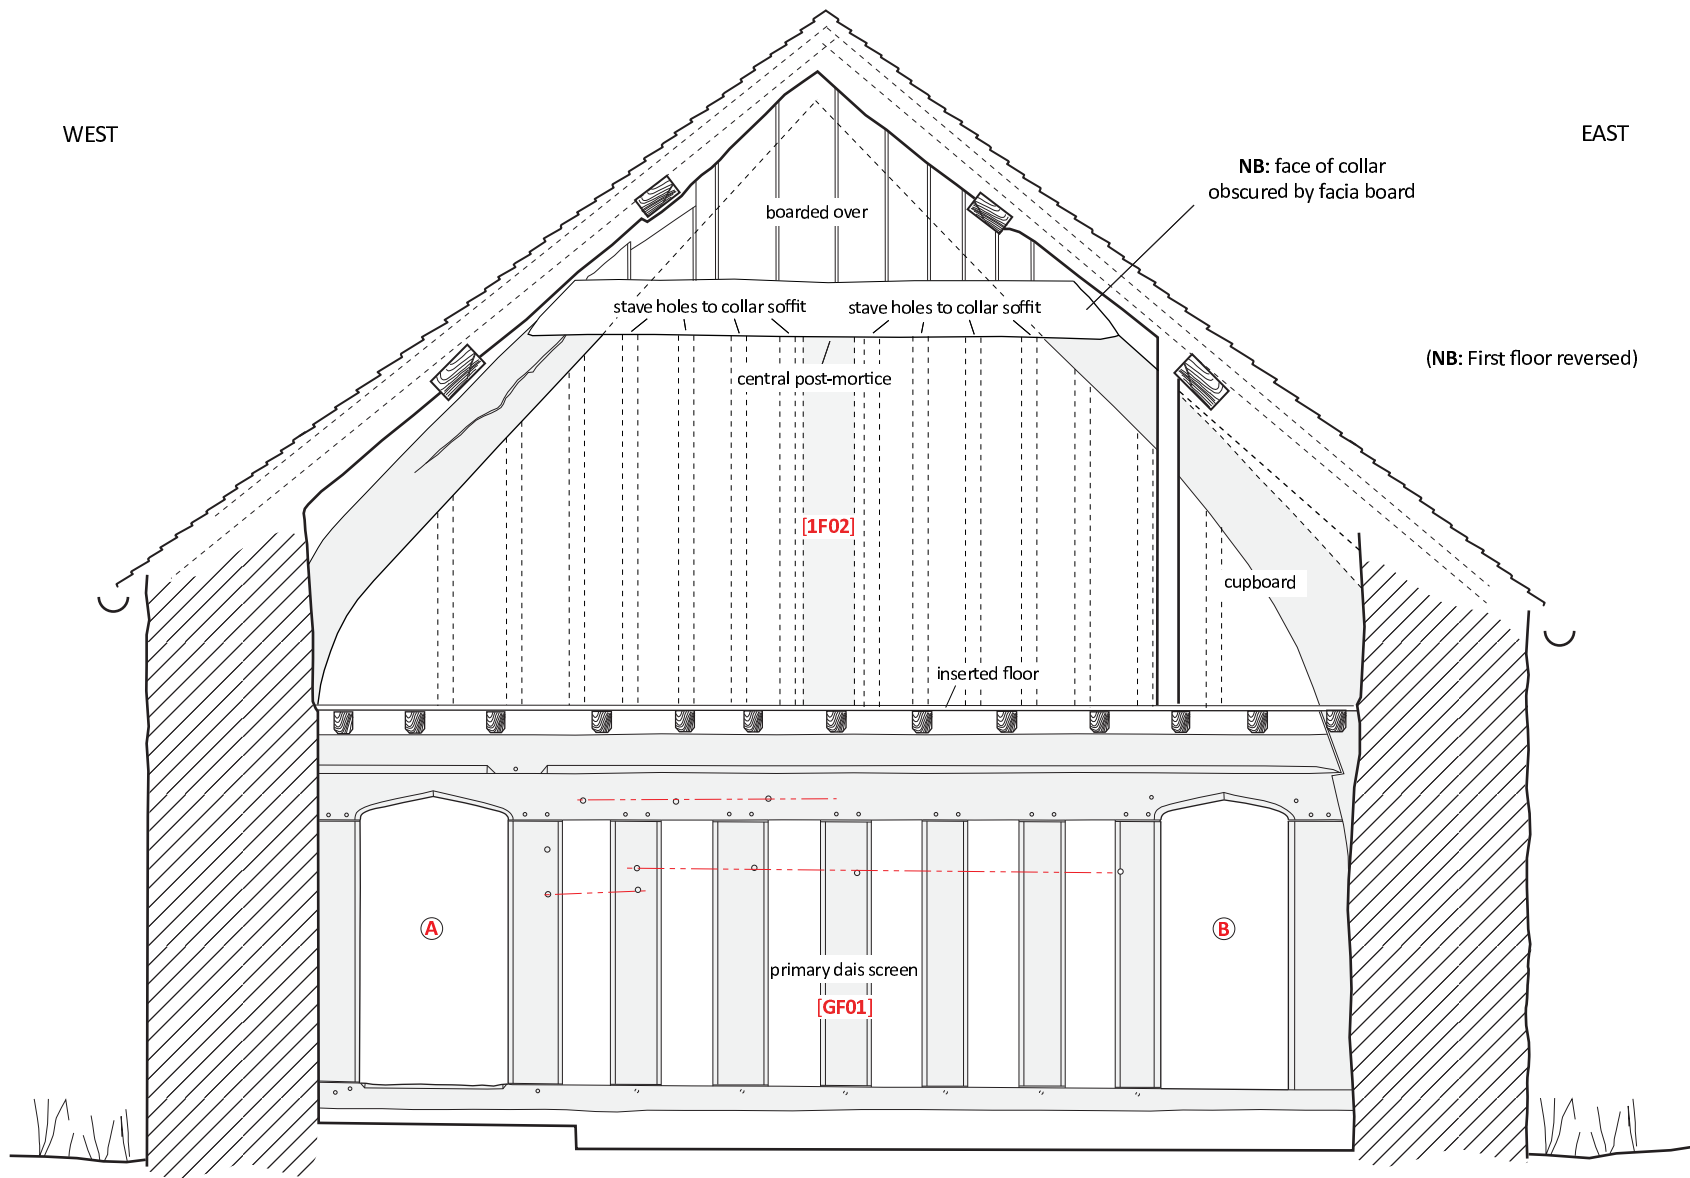 WEST
EAST
NB: face of collar
obscured by facia board
boarded over
stave holes to collar soffit
stave holes to collar soffit
(NB: First floor reversed)
central post-mortice
[1F02]
cupboard
inserted floor
A
B
primary dais screen
[GF01]